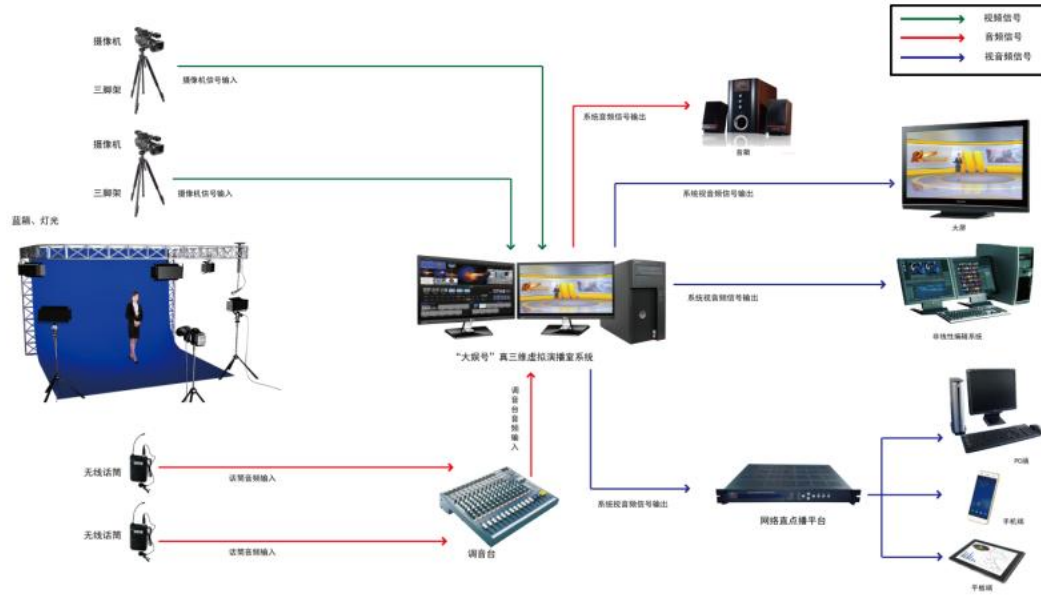 视频信号
音频信号
视音频信号
摄像机
三脚架
摄像机信号输入
摄像机
三脚架
摄像机信号输入
系统音频信号输出
音箱
系统视音频信号输出
大屏
蓝箱、灯光
系统视音频信号输出
非线性编辑系统
“大娱号”真三维虚拟演播室系统
调音台音频输入
无线话筒
话筒音频输入
无线话筒
话筒音频输入
调音台
系统视音频信号输出
网络直点播平台
PC端
手机端
平板端